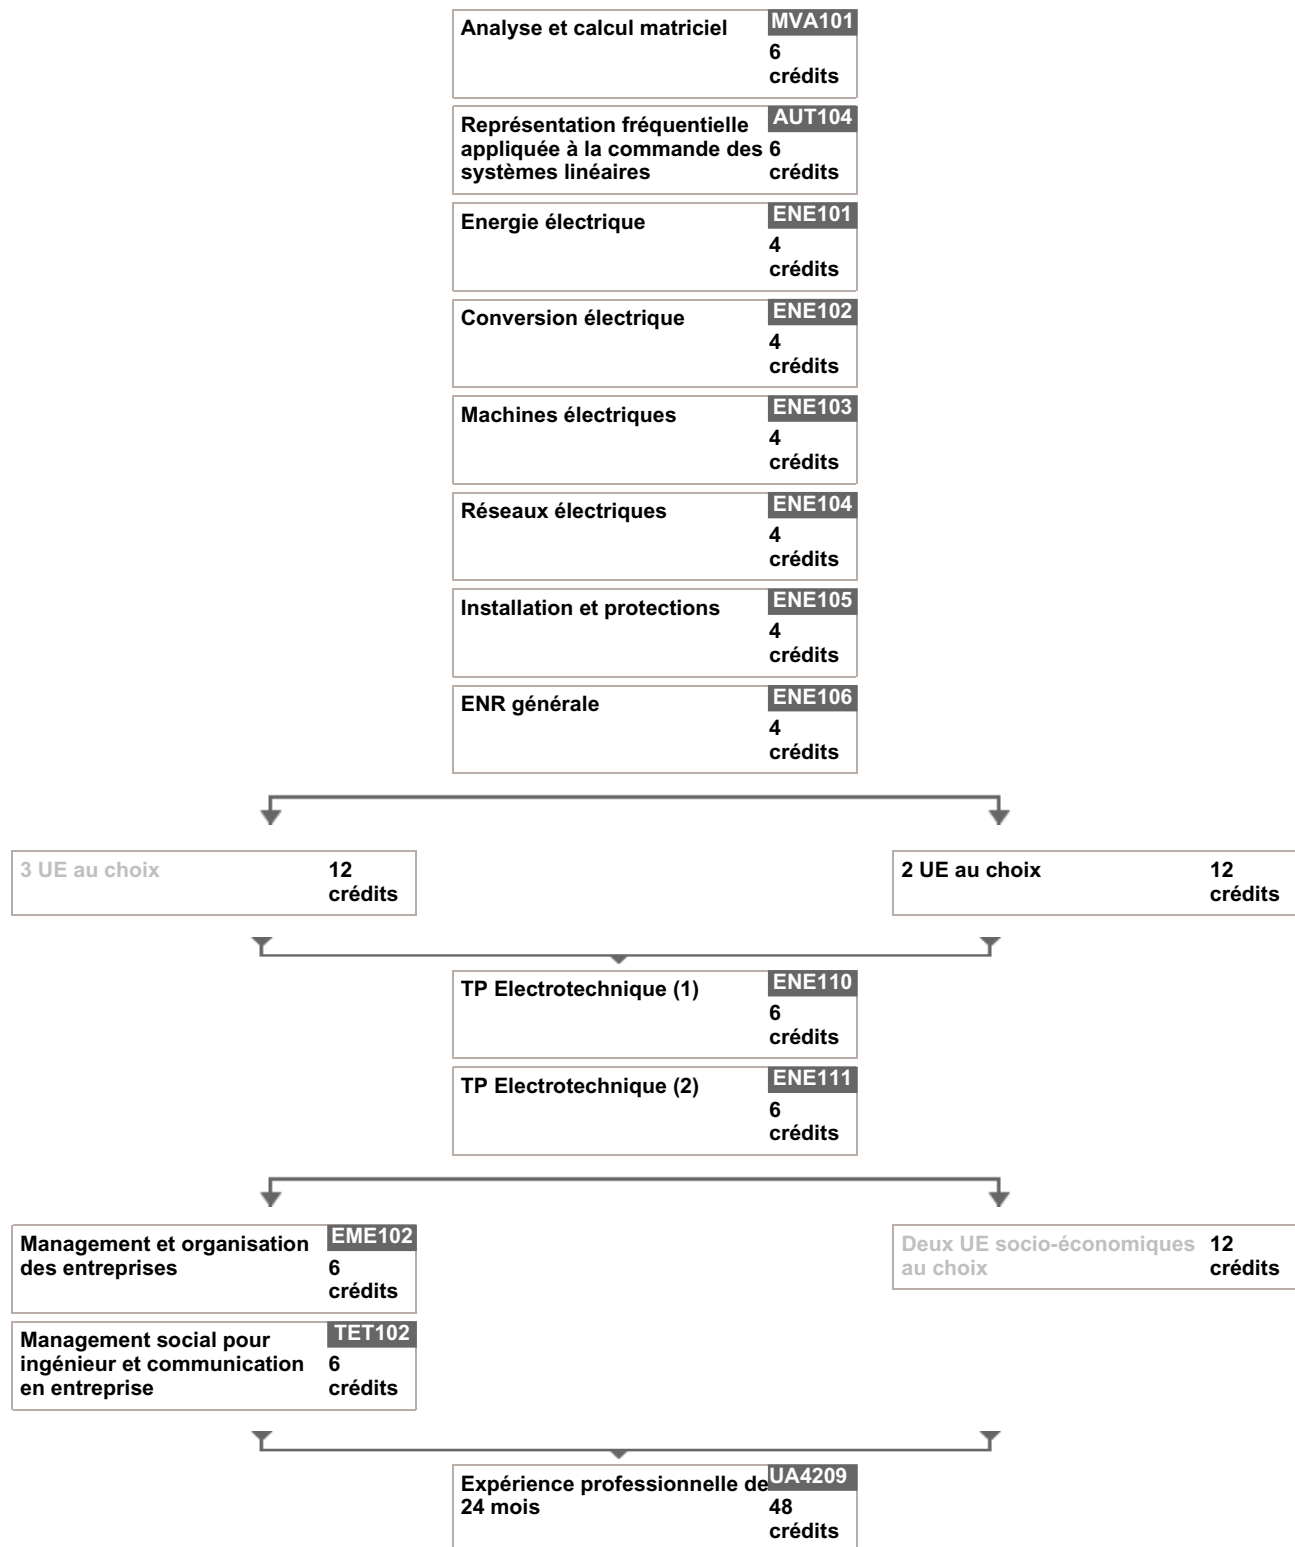 Analyse et calcul matriciel
MVA101
6
crédits
Représentation fréquentielle
appliquée à la commande des
systèmes linéaires
AUT104
6
crédits
Energie électrique
ENE101
4
crédits
Conversion électrique
ENE102
4
crédits
Machines électriques
ENE103
4
crédits
Réseaux électriques
ENE104
4
crédits
Installation et protections
ENE105
4
crédits
ENR générale
ENE106
4
crédits
3 UE au choix
12
crédits
2 UE au choix
12
crédits
TP Electrotechnique (1)
ENE110
6
crédits
TP Electrotechnique (2)
ENE111
6
crédits
Management et organisation
des entreprises
EME102
6
crédits
Management social pour
ingénieur et communication
en entreprise
TET102
6
crédits
Deux UE socio-économiques
au choix
12
crédits
Expérience professionnelle de
24 mois
UA4209
48
crédits